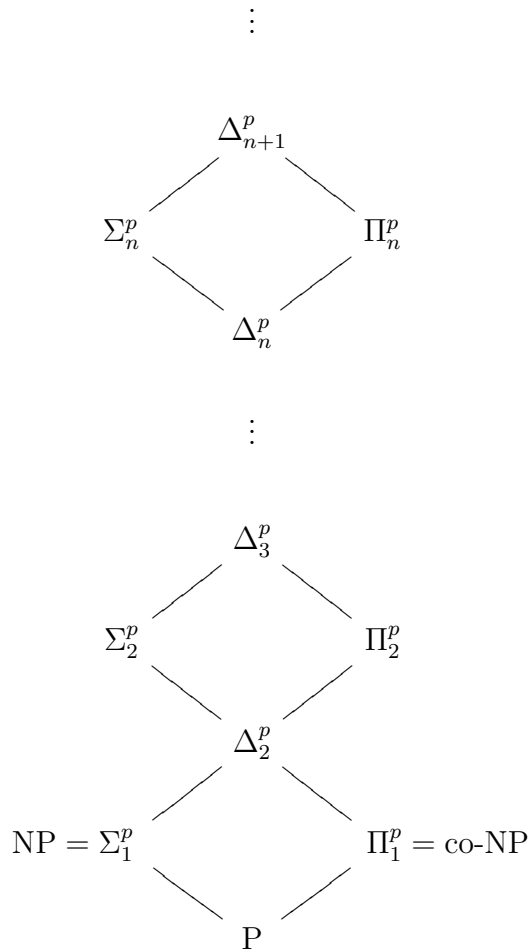 ⋮
Δ^p_{n+1}
Σ^p_n Π^p_n
Δ^p_n
⋮
Δ^p_3
Σ^p_2 Π^p_2
Δ^p_2
NP = Σ^p_1 Π^p_1 = co-NP
P